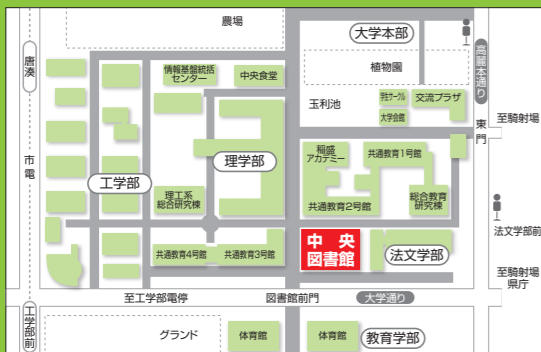 農場
大学本部
唐湊
高麗本通り
情報基盤統括
センター
中央食堂
植物園
学生サークル
交流プラザ
玉利池
大学会館
東門
至騎射場
市電
理学部
稲盛
アカデミー
共通教育1号館
工学部
理工系
総合研究棟
共通教育2号館
総合教育
研究棟
法文学部前
共通教育4号館
共通教育3号館
中央
図書館
法文学部
至騎射場
県庁
至工学部電停
図書館前門
大学通り
工学部前
グランド
体育館
体育館
教育学部